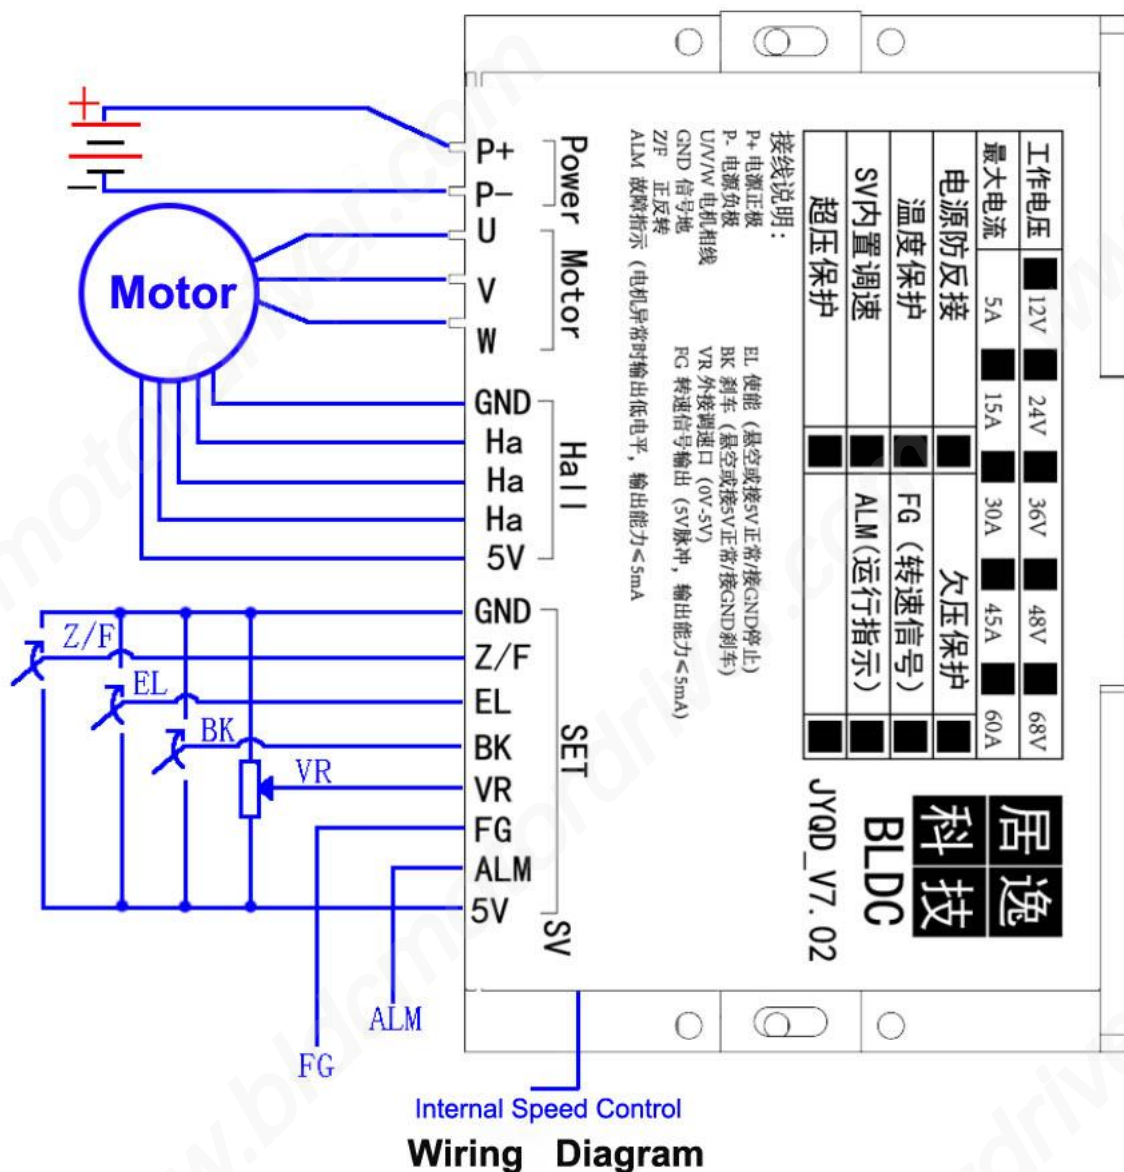 P+
P-
Power
U
V
W
Motor
Motor
GND
Ha
Ha
Ha
5V
Hall
GND
Z/F
EL
BK
VR
FG
ALM
5V
SET
SV
Z/F
EL
BK
VR
FG
ALM
接线说明：
P+ 电源正极
P- 电源负极
U/V/W 电机相线
GND 信号地
Z/F 正反转
ALM 故障指示（电机异常时输出低电平，输出能力≤5mA
EL 使能（悬空或接5V正常/接GND停止）
BK 刹车（悬空或接5V正常/接GND刹车）
VR 外接调速口（0V-5V）
FG 转速信号输出（5V脉冲，输出能力≤5mA）
工作电压 12V 24V 36V 48V 68V
最大电流 5A 15A 30A 45A 60A
电源防反接 欠压保护
温度保护 FG（转速信号）
SV内置调速 ALM(运行指示)
超压保护
居逸
科技
BLDC
JYQD_V7.02
Internal Speed Control
Wiring Diagram
www.bldcmotordriver.com